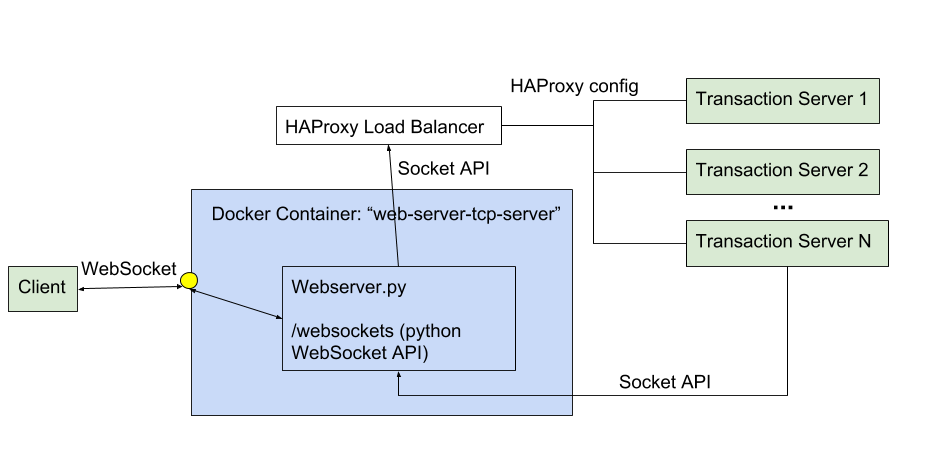 HAProxy config
Transaction Server 1
HAProxy Load Balancer
Socket API
Transaction Server 2
...
Docker Container: “web-server-tcp-server”
Transaction Server N
WebSocket
Client
Webserver.py
/websockets (python
WebSocket API)
Socket API